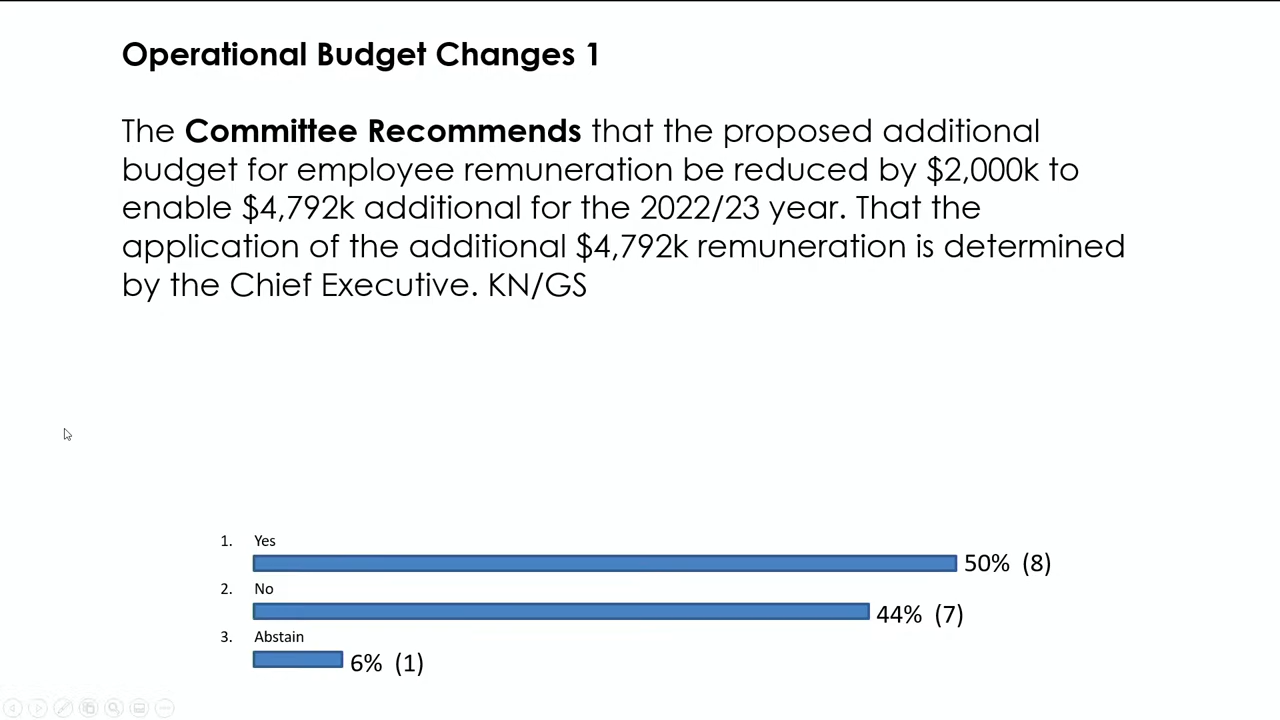 Operational Budget Changes 1
The Committee Recommends that the proposed additional
budget for employee remuneration be reduced by $2,000k to
enable $4,792k additional for the 2022/23 year. That the
application of the additional $4,792k remuneration is determined
by the Chief Executive. KN/GS
1. Yes
50% (8)
2. No
44% (7)
3. Abstain
6% (1)